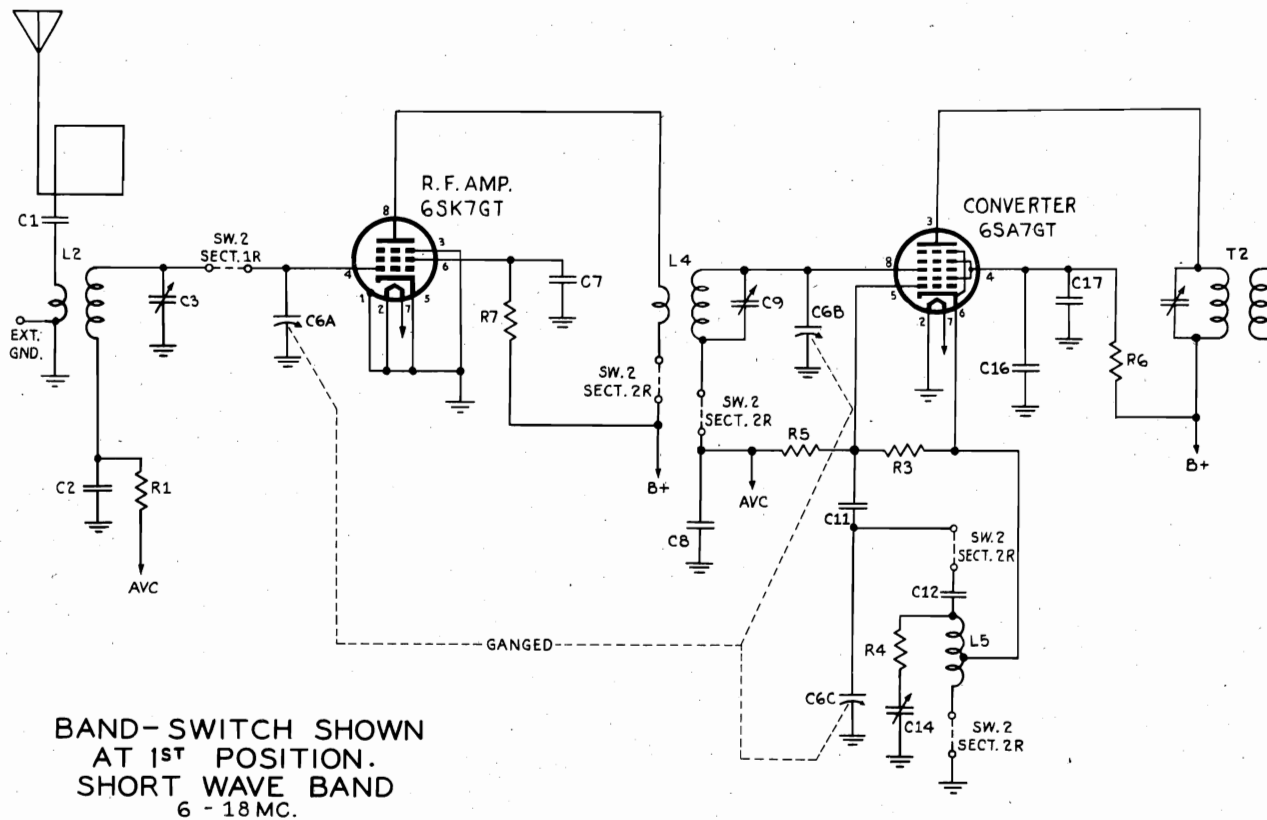 R.F. AMP.
6SK7GT
CONVERTER
6SA7GT
C1
L2
SW.2
SECT.1R
8
3
6
4
5
1
2
7
C3
C6A
EXT.
GND.
R7
C7
L4
C9
C6B
SW.2
SECT. 2R
SW.2
SECT. 2R
3
8
5
4
2
7
6
C17
C16
R6
T2
B+
B+
R5
R3
AVC
C2
R1
AVC
C8
C11
SW.2
SECT.2R
C12
R4
L5
C6C
C14
SW.2
SECT.2R
GANGED
BAND-SWITCH SHOWN
AT 1ST POSITION.
SHORT WAVE BAND
6 - 18 MC.